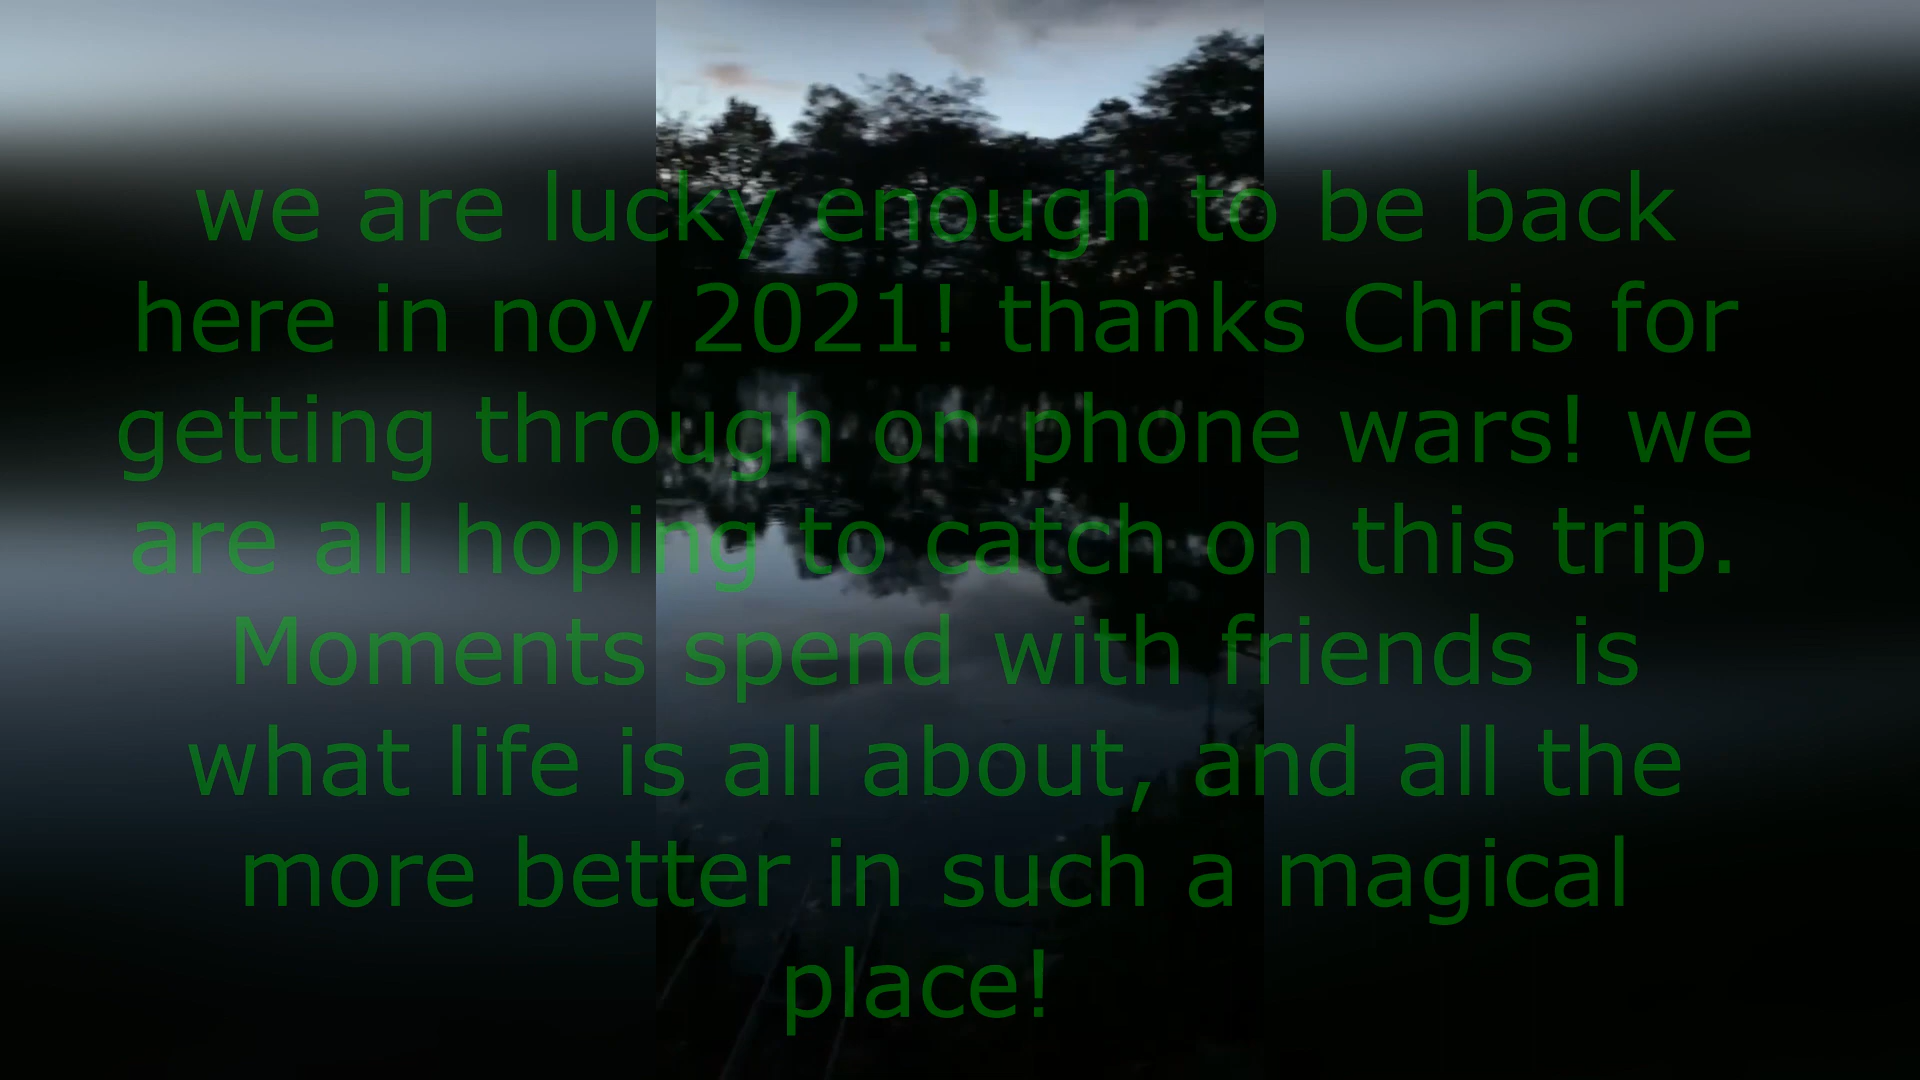 we are lucky enough to be back
here in nov 2021! thanks Chris for
getting through on phone wars! we
are all hoping to catch on this trip.
Moments spend with friends is
what life is all about, and all the
more better in such a magical
place!